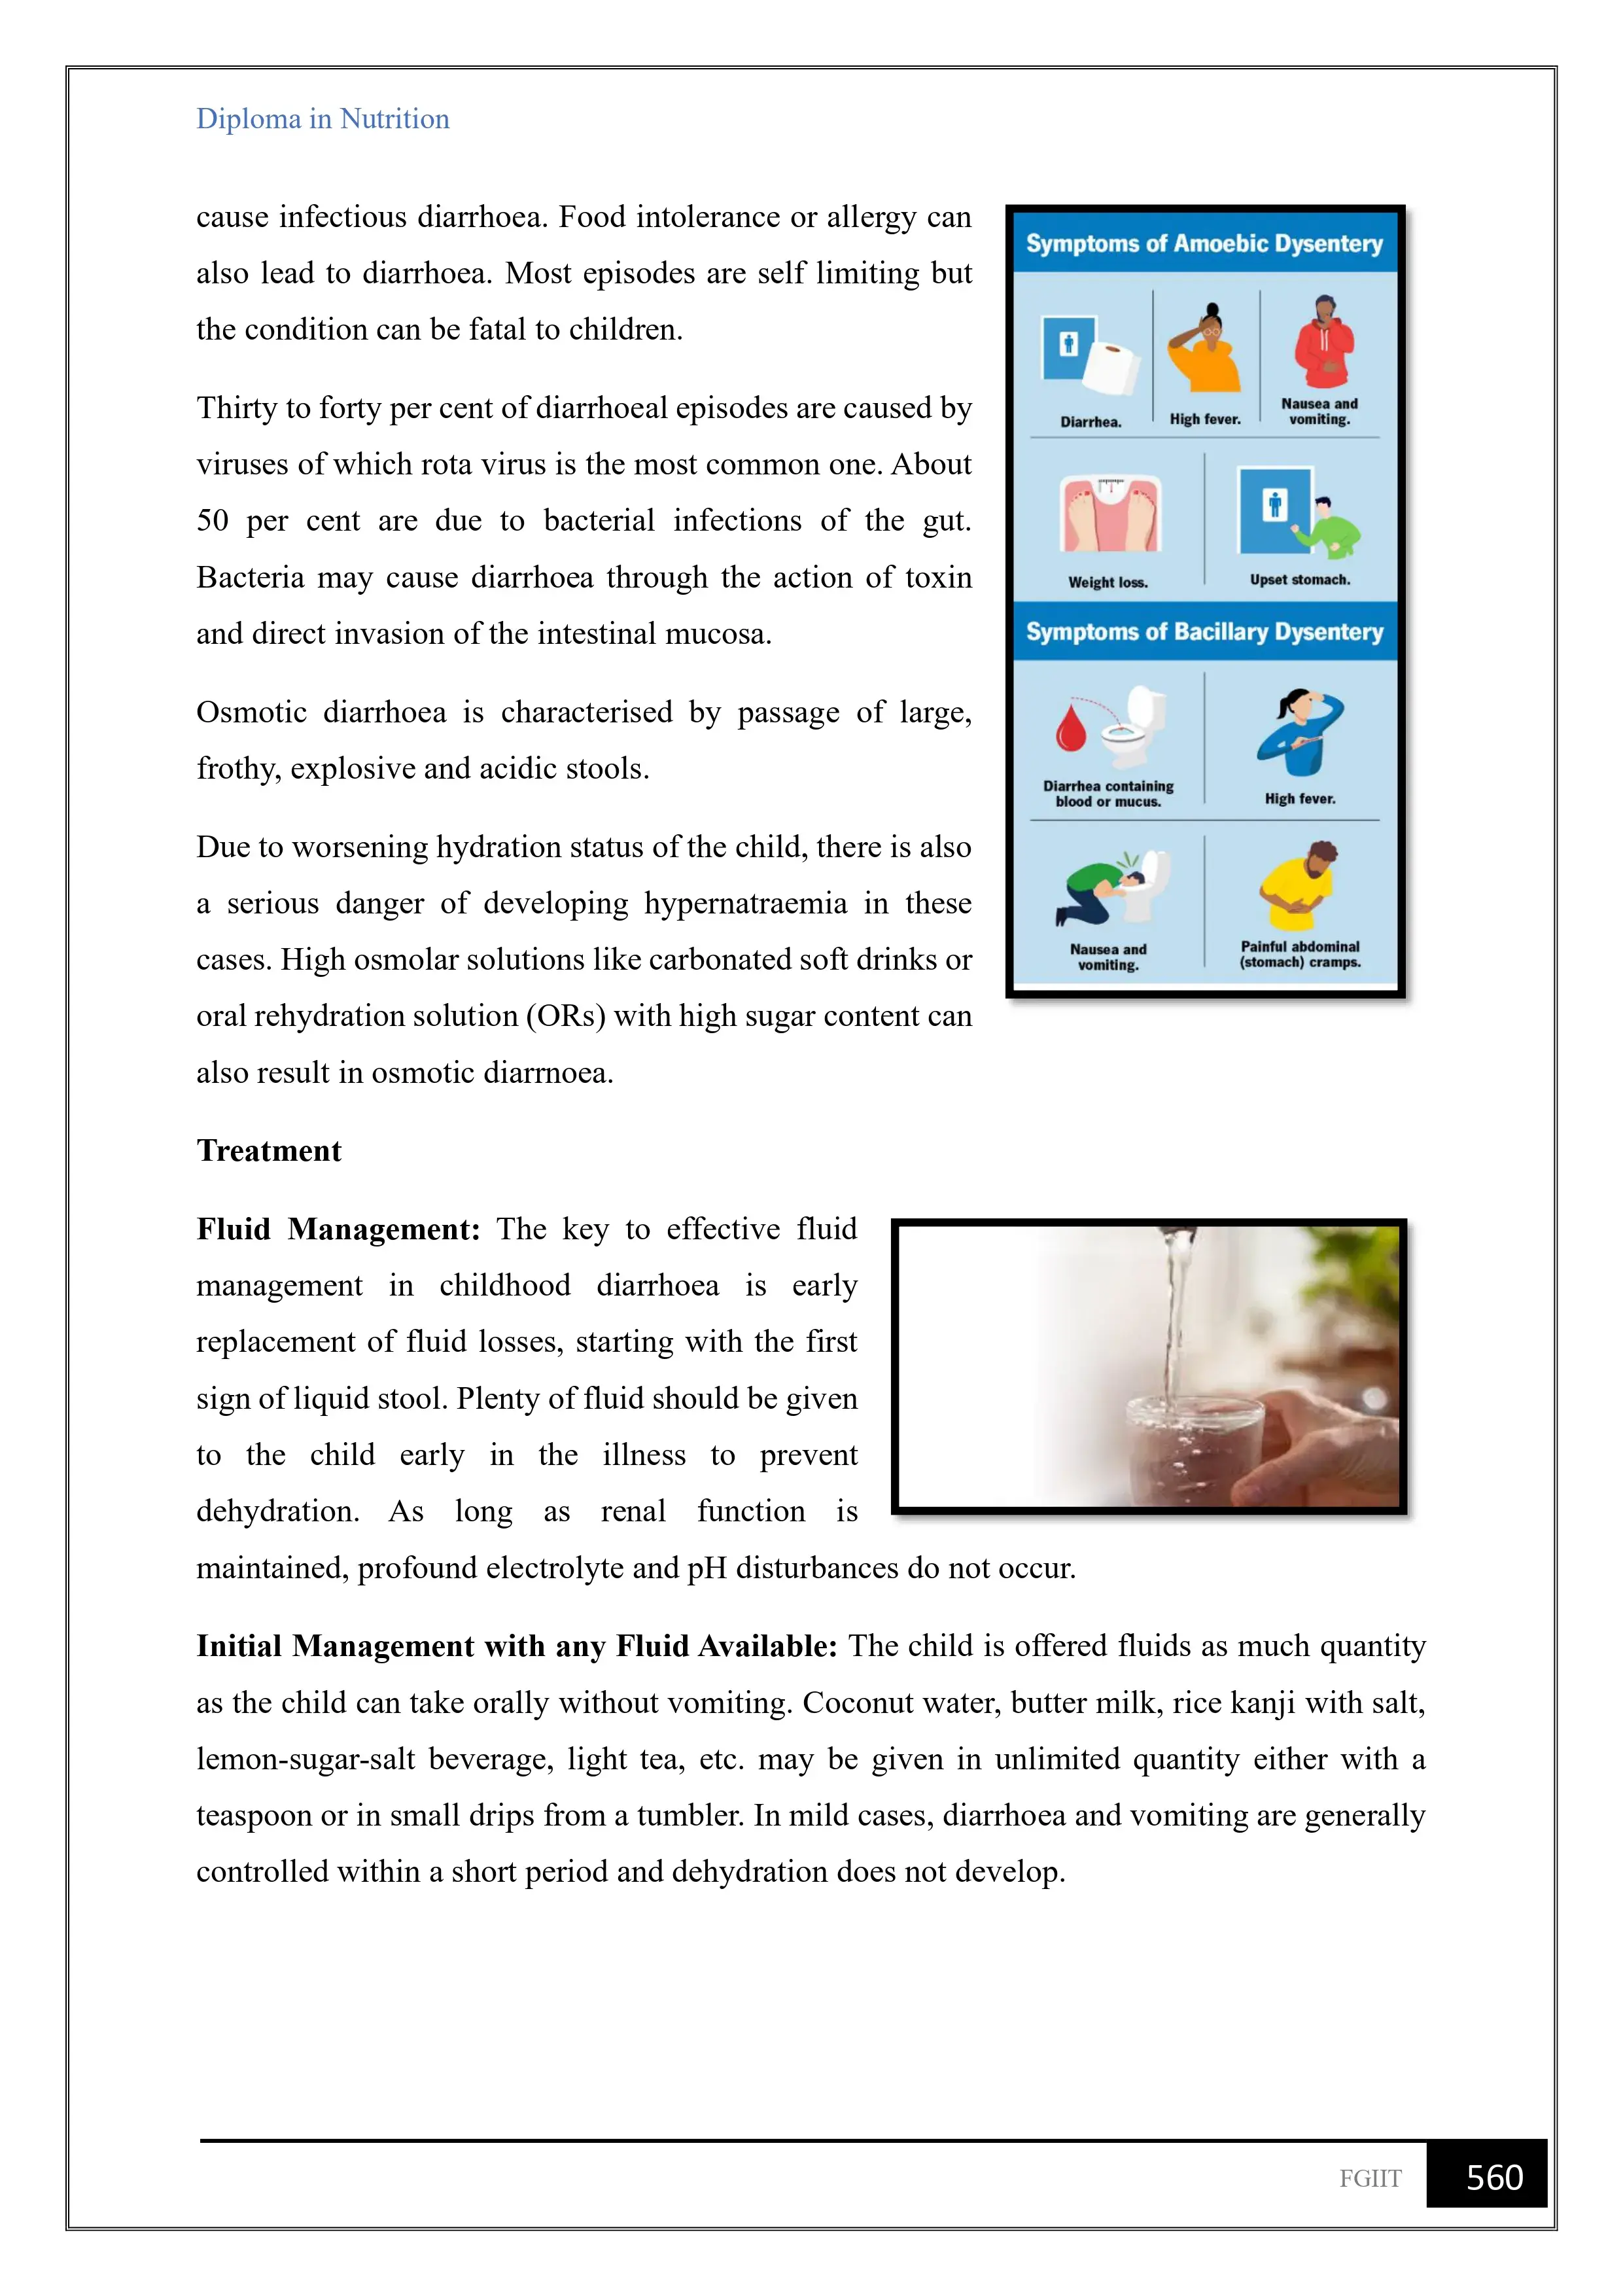 Diploma in Nutrition
cause infectious diarrhoea. Food intolerance or allergy can
also lead to diarrhoea. Most episodes are self limiting but
the condition can be fatal to children.
Thirty to forty per cent of diarrhoeal episodes are caused by
viruses of which rota virus is the most common one. About
50 per cent are due to bacterial infections of the gut.
Bacteria may cause diarrhoea through the action of toxin
and direct invasion of the intestinal mucosa.
Osmotic diarrhoea is characterised by passage of large,
frothy, explosive and acidic stools.
Due to worsening hydration status of the child, there is also
a serious danger of developing hypernatraemia in these
cases. High osmolar solutions like carbonated soft drinks or
oral rehydration solution (ORs) with high sugar content can
also result in osmotic diarrnoea.
Symptoms of Amoebic Dysentery
Diarrhea.
High fever.
Nausea and
vomiting.
Weight loss.
Upset stomach.
Symptoms of Bacillary Dysentery
Diarrhea containing
blood or mucus.
High fever.
Nausea and
vomiting.
Painful abdominal
(stomach) cramps.
Treatment
Fluid Management: The key to effective fluid
management in childhood diarrhoea is early
replacement of fluid losses, starting with the first
sign of liquid stool. Plenty of fluid should be given
to the child early in the illness to prevent
dehydration. As long as renal function is
maintained, profound electrolyte and pH disturbances do not occur.
Initial Management with any Fluid Available: The child is offered fluids as much quantity
as the child can take orally without vomiting. Coconut water, butter milk, rice kanji with salt,
lemon-sugar-salt beverage, light tea, etc. may be given in unlimited quantity either with a
teaspoon or in small drips from a tumbler. In mild cases, diarrhoea and vomiting are generally
controlled within a short period and dehydration does not develop.
FGIIT
560